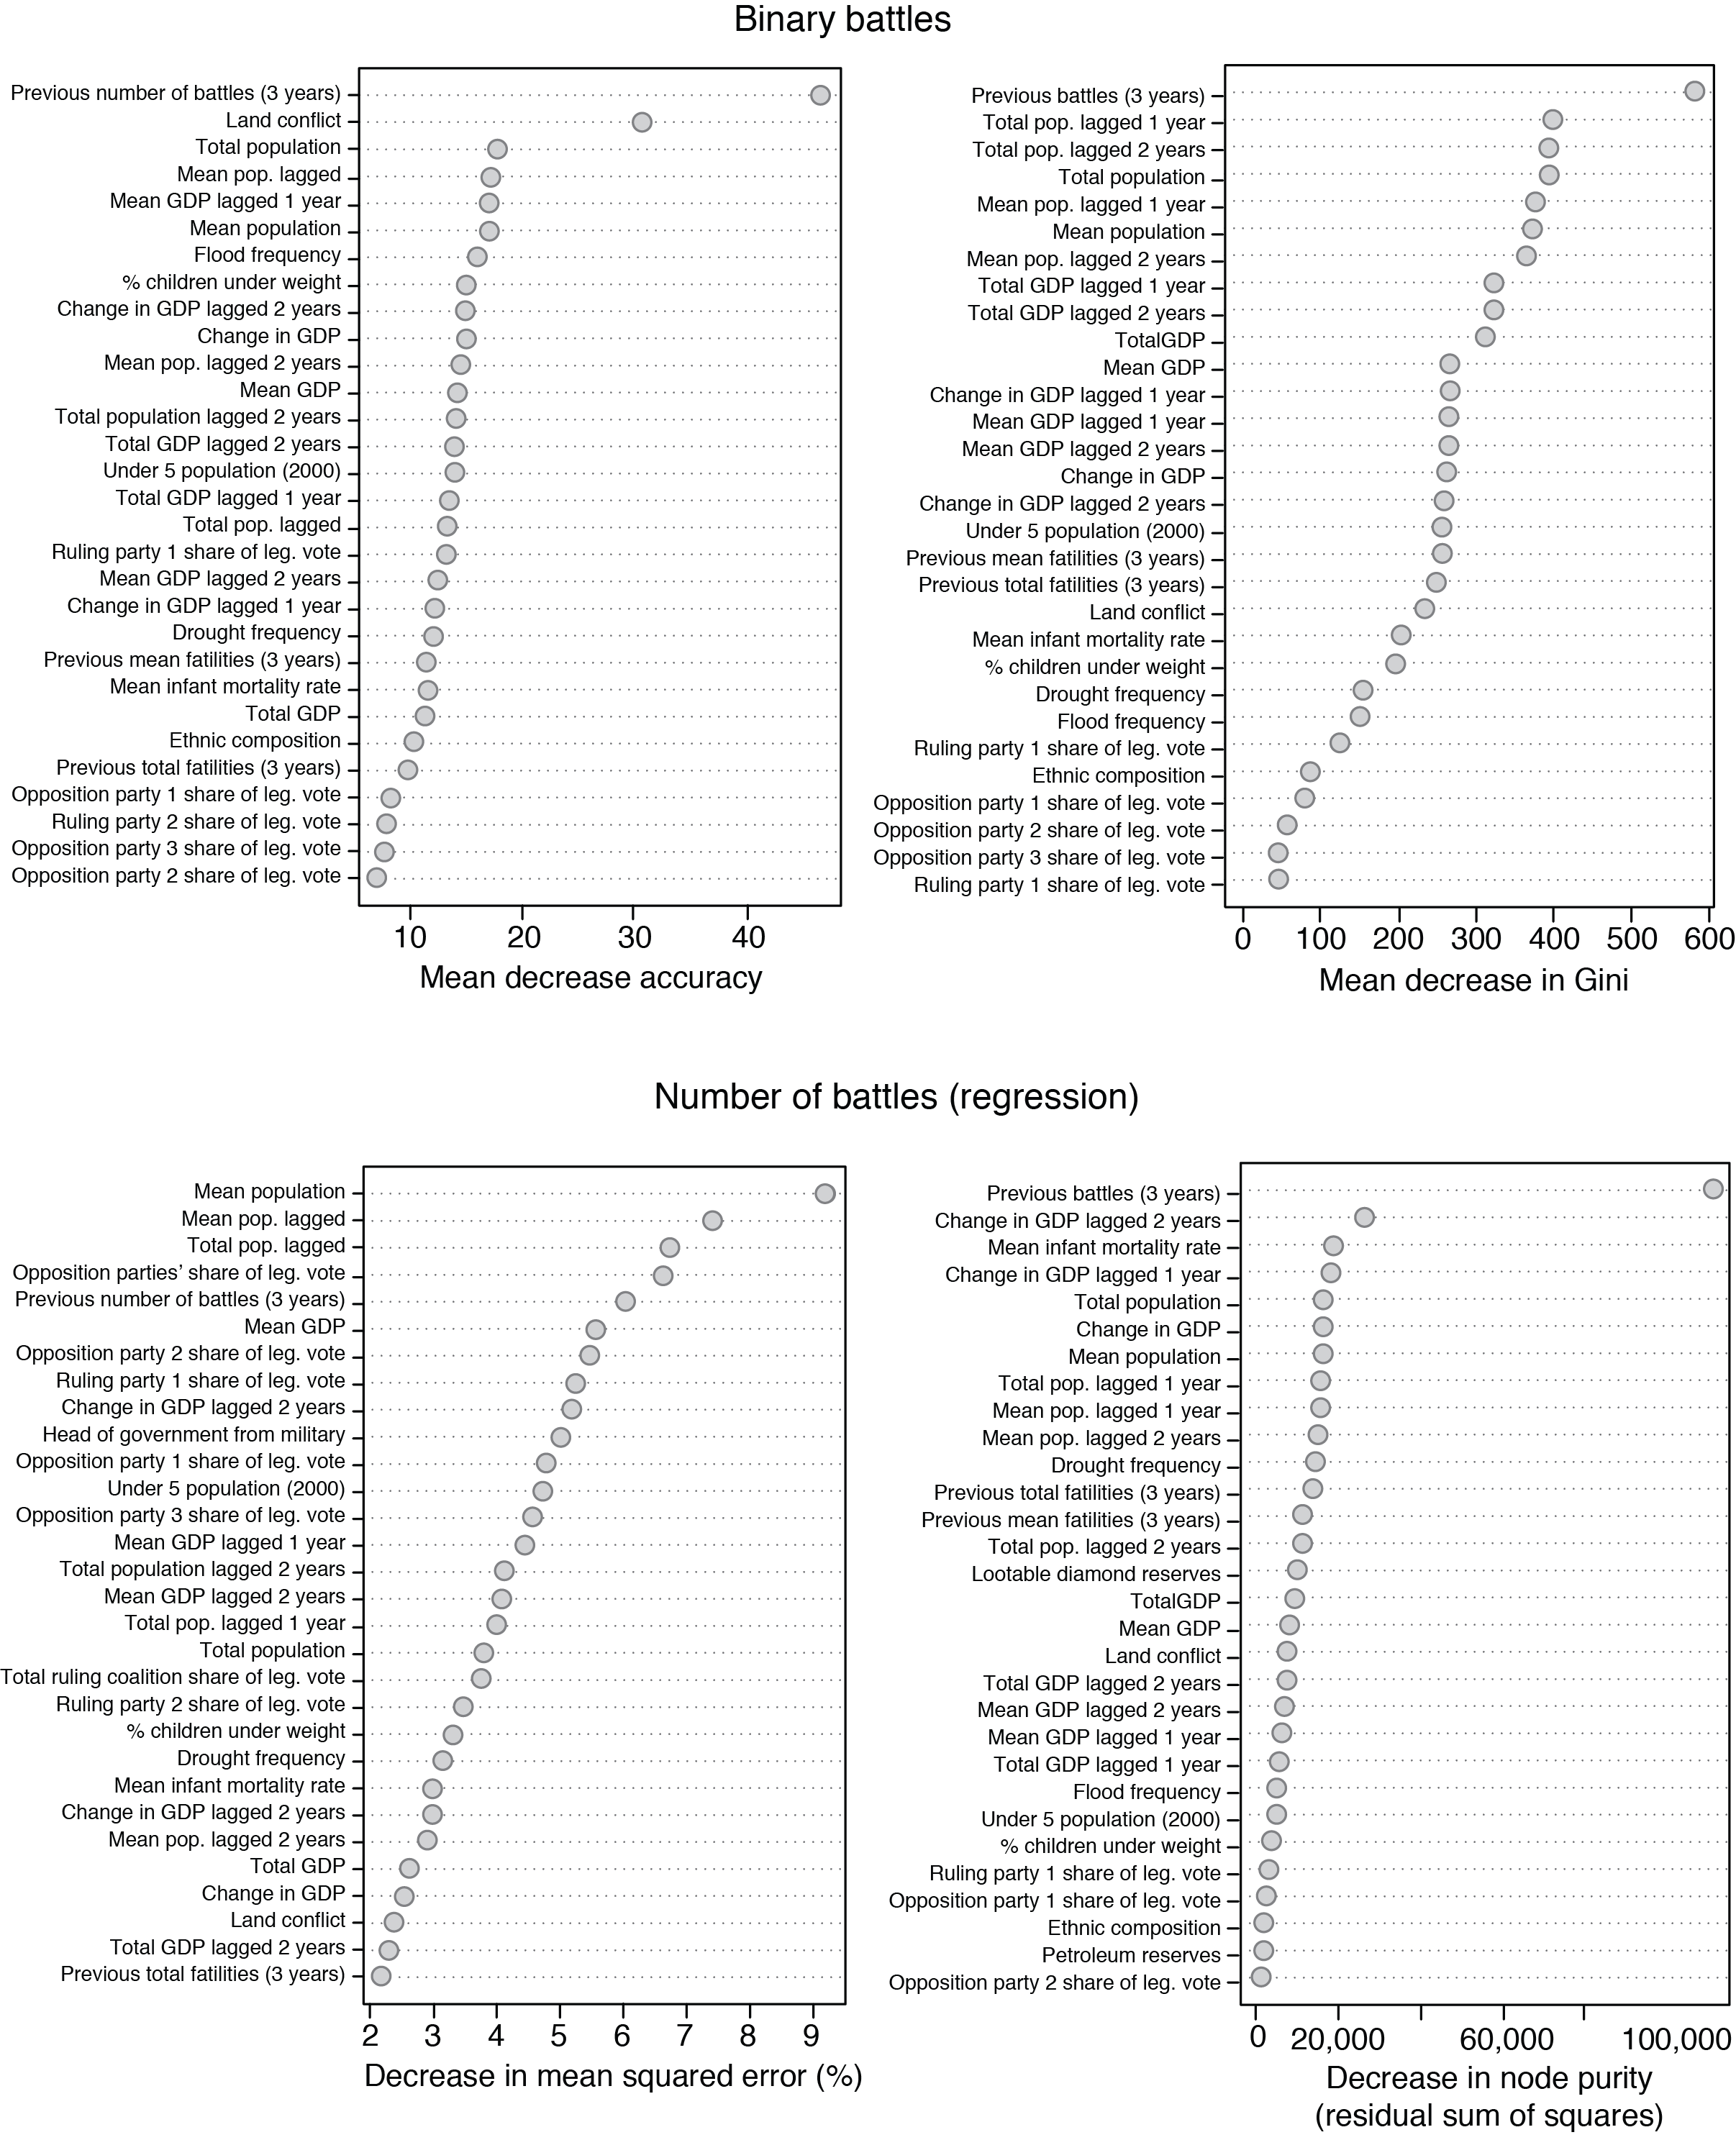 Binary battles
Previous number of battles (3 years)
Land conflict
Total population
Mean pop. lagged
Mean GDP lagged 1 year
Mean population
Flood frequency
% children under weight
Change in GDP lagged 2 years
Change in GDP
Mean pop. lagged 2 years
Mean GDP
Total population lagged 2 years
Total GDP lagged 2 years
Under 5 population (2000)
Total GDP lagged 1 year
Total pop. lagged
Ruling party 1 share of leg. vote
Mean GDP lagged 2 years
Change in GDP lagged 1 year
Drought frequency
Previous mean fatilities (3 years)
Mean infant mortality rate
Total GDP
Ethnic composition
Previous total fatilities (3 years)
Opposition party 1 share of leg. vote
Ruling party 2 share of leg. vote
Opposition party 3 share of leg. vote
Opposition party 2 share of leg. vote
10 20 30 40
Mean decrease accuracy
Previous battles (3 years)
Total pop. lagged 1 year
Total pop. lagged 2 years
Total population
Mean pop. lagged 1 year
Mean population
Mean pop. lagged 2 years
Total GDP lagged 1 year
Total GDP lagged 2 years
TotalGDP
Mean GDP
Change in GDP lagged 1 year
Mean GDP lagged 1 year
Mean GDP lagged 2 years
Change in GDP
Change in GDP lagged 2 years
Under 5 population (2000)
Previous mean fatilities (3 years)
Previous total fatilities (3 years)
Land conflict
Mean infant mortality rate
% children under weight
Drought frequency
Flood frequency
Ruling party 1 share of leg. vote
Ethnic composition
Opposition party 1 share of leg. vote
Opposition party 2 share of leg. vote
Opposition party 3 share of leg. vote
Ruling party 1 share of leg. vote
0 100 200 300 400 500 600
Mean decrease in Gini
Number of battles (regression)
Mean population
Mean pop. lagged
Total pop. lagged
Opposition parties’ share of leg. vote
Previous number of battles (3 years)
Mean GDP
Opposition party 2 share of leg. vote
Ruling party 1 share of leg. vote
Change in GDP lagged 2 years
Head of government from military
Opposition party 1 share of leg. vote
Under 5 population (2000)
Opposition party 3 share of leg. vote
Mean GDP lagged 1 year
Total population lagged 2 years
Mean GDP lagged 2 years
Total pop. lagged 1 year
Total population
Total ruling coalition share of leg. vote
Ruling party 2 share of leg. vote
% children under weight
Drought frequency
Mean infant mortality rate
Change in GDP lagged 2 years
Mean pop. lagged 2 years
Total GDP
Change in GDP
Land conflict
Total GDP lagged 2 years
Previous total fatilities (3 years)
2 3 4 5 6 7 8 9
Decrease in mean squared error (%)
Previous battles (3 years)
Change in GDP lagged 2 years
Mean infant mortality rate
Change in GDP lagged 1 year
Total population
Change in GDP
Mean population
Total pop. lagged 1 year
Mean pop. lagged 1 year
Mean pop. lagged 2 years
Drought frequency
Previous total fatilities (3 years)
Previous mean fatilities (3 years)
Total pop. lagged 2 years
Lootable diamond reserves
TotalGDP
Mean GDP
Land conflict
Total GDP lagged 2 years
Mean GDP lagged 2 years
Mean GDP lagged 1 year
Total GDP lagged 1 year
Flood frequency
Under 5 population (2000)
% children under weight
Ruling party 1 share of leg. vote
Opposition party 1 share of leg. vote
Ethnic composition
Petroleum reserves
Opposition party 2 share of leg. vote
0 20,000 60,000 100,000
Decrease in node purity
(residual sum of squares)